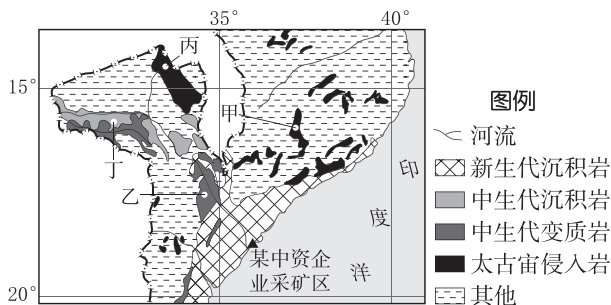 35°
40°
丙
15°
甲
图例
河流
丁
印
新生代沉积岩
乙
中生代沉积岩
度
中生代变质岩
某中资企
业采矿区
洋
太古宙侵入岩
20°
其他